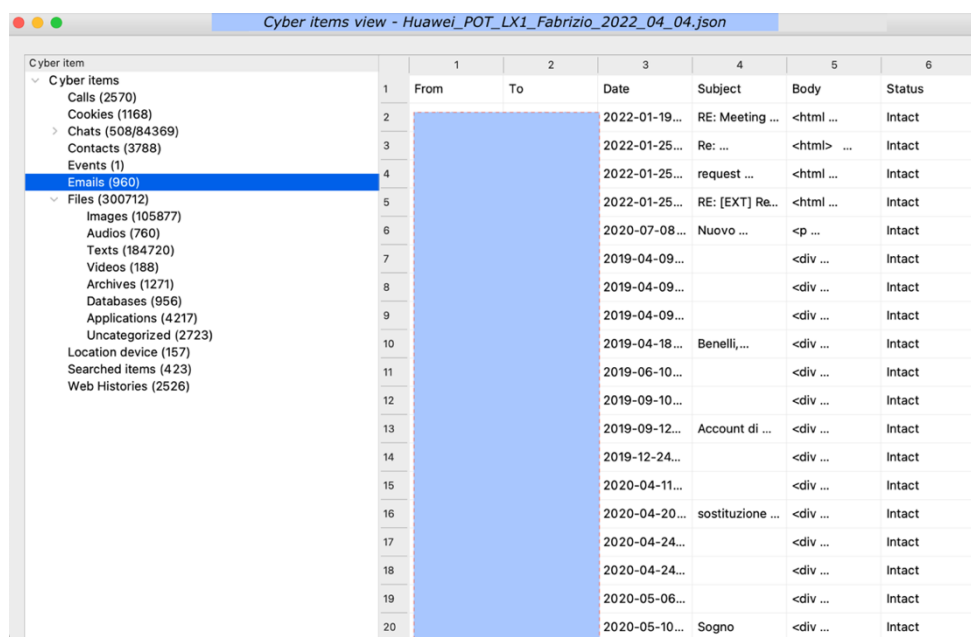 Cyber items view - Huawei_POT_LX1_Fabrizio_2022_04_04.json
Cyber item
Cyber items
Calls (2570)
Cookies (1168)
Chats (508/84369)
Contacts (3788)
Events (1)
Emails (960)
Files (300712)
Images (105877)
Audios (760)
Texts (184720)
Videos (188)
Archives (1271)
Databases (956)
Applications (4217)
Uncategorized (2723)
Location device (157)
Searched items (423)
Web Histories (2526)
1 2 3 4 5 6
1 From To Date Subject Body Status
2 2022-01-19... RE: Meeting ... <html ... Intact
3 2022-01-25... Re: ... <html> ... Intact
4 2022-01-25... request ... <html ... Intact
5 2022-01-25... RE: [EXT] Re... <html ... Intact
6 2020-07-08... Nuovo ... <p ... Intact
7 2019-04-09... <div ... Intact
8 2019-04-09... <div ... Intact
9 2019-04-09... <div ... Intact
10 2019-04-18... Benelli,... <div ... Intact
11 2019-06-10... <div ... Intact
12 2019-09-10... <div ... Intact
13 2019-09-12... Account di ... <div ... Intact
14 2019-12-24... <div ... Intact
15 2020-04-11... <div ... Intact
16 2020-04-20... sostituzione ... <div ... Intact
17 2020-04-24... <div ... Intact
18 2020-04-24... <div ... Intact
19 2020-05-06... <div ... Intact
20 2020-05-10... Sogno <div ... Intact